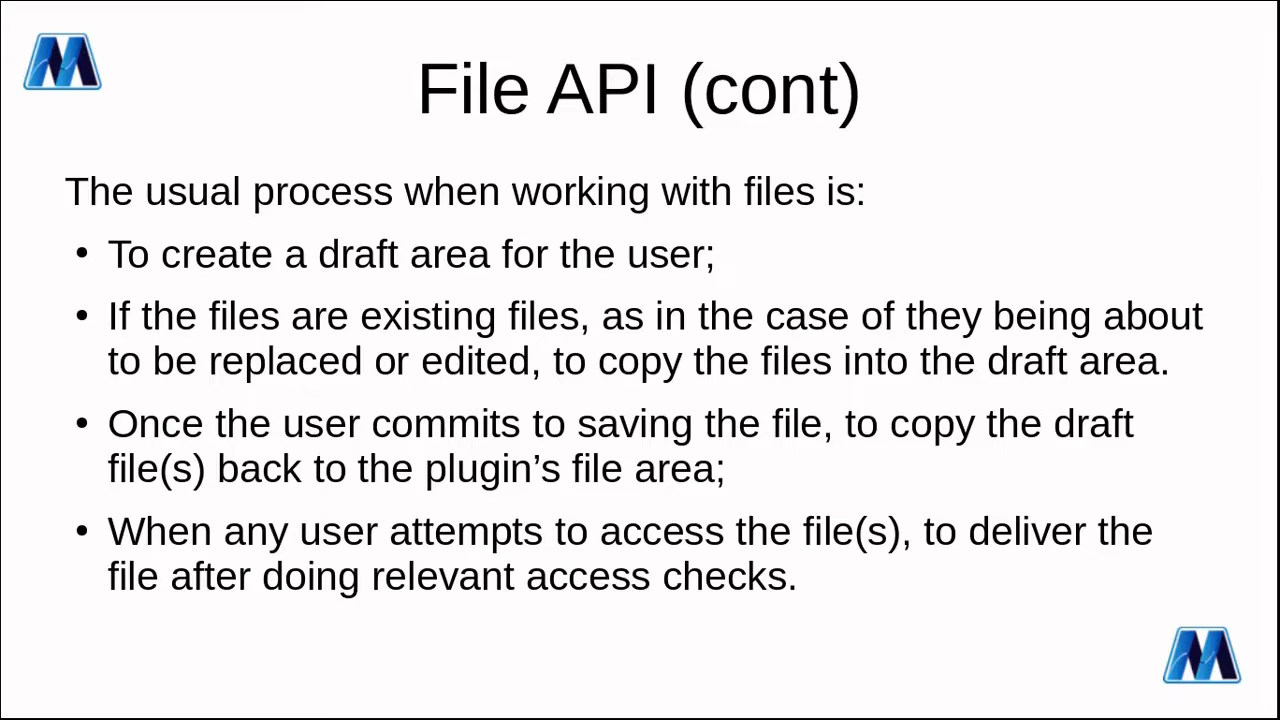 File API (cont)
The usual process when working with files is:
• To create a draft area for the user;
• If the files are existing files, as in the case of they being about
to be replaced or edited, to copy the files into the draft area.
• Once the user commits to saving the file, to copy the draft
file(s) back to the plugin’s file area;
• When any user attempts to access the file(s), to deliver the
file after doing relevant access checks.